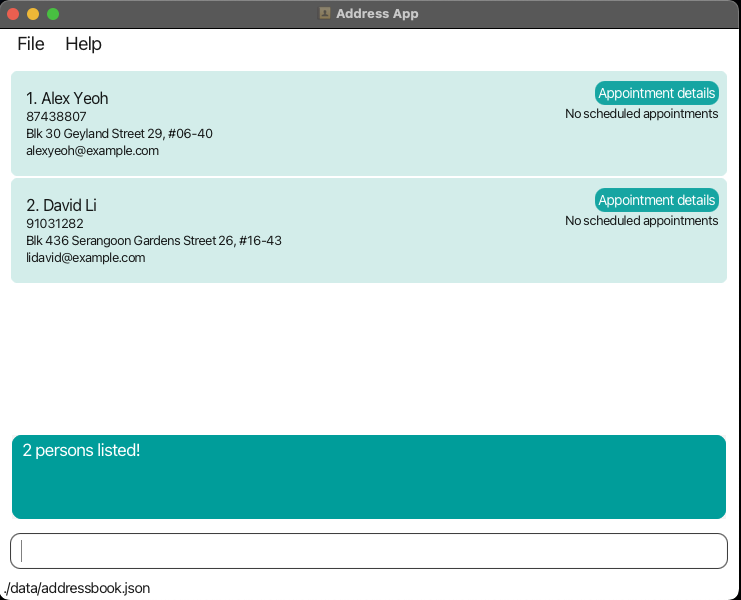 Address App
File Help
1. Alex Yeoh
87438807
Blk 30 Geyland Street 29, #06-40
alexyeoh@example.com
Appointment details
No scheduled appointments
2. David Li
91031282
Blk 436 Serangoon Gardens Street 26, #16-43
lidavid@example.com
Appointment details
No scheduled appointments
2 persons listed!
./data/addressbook.json